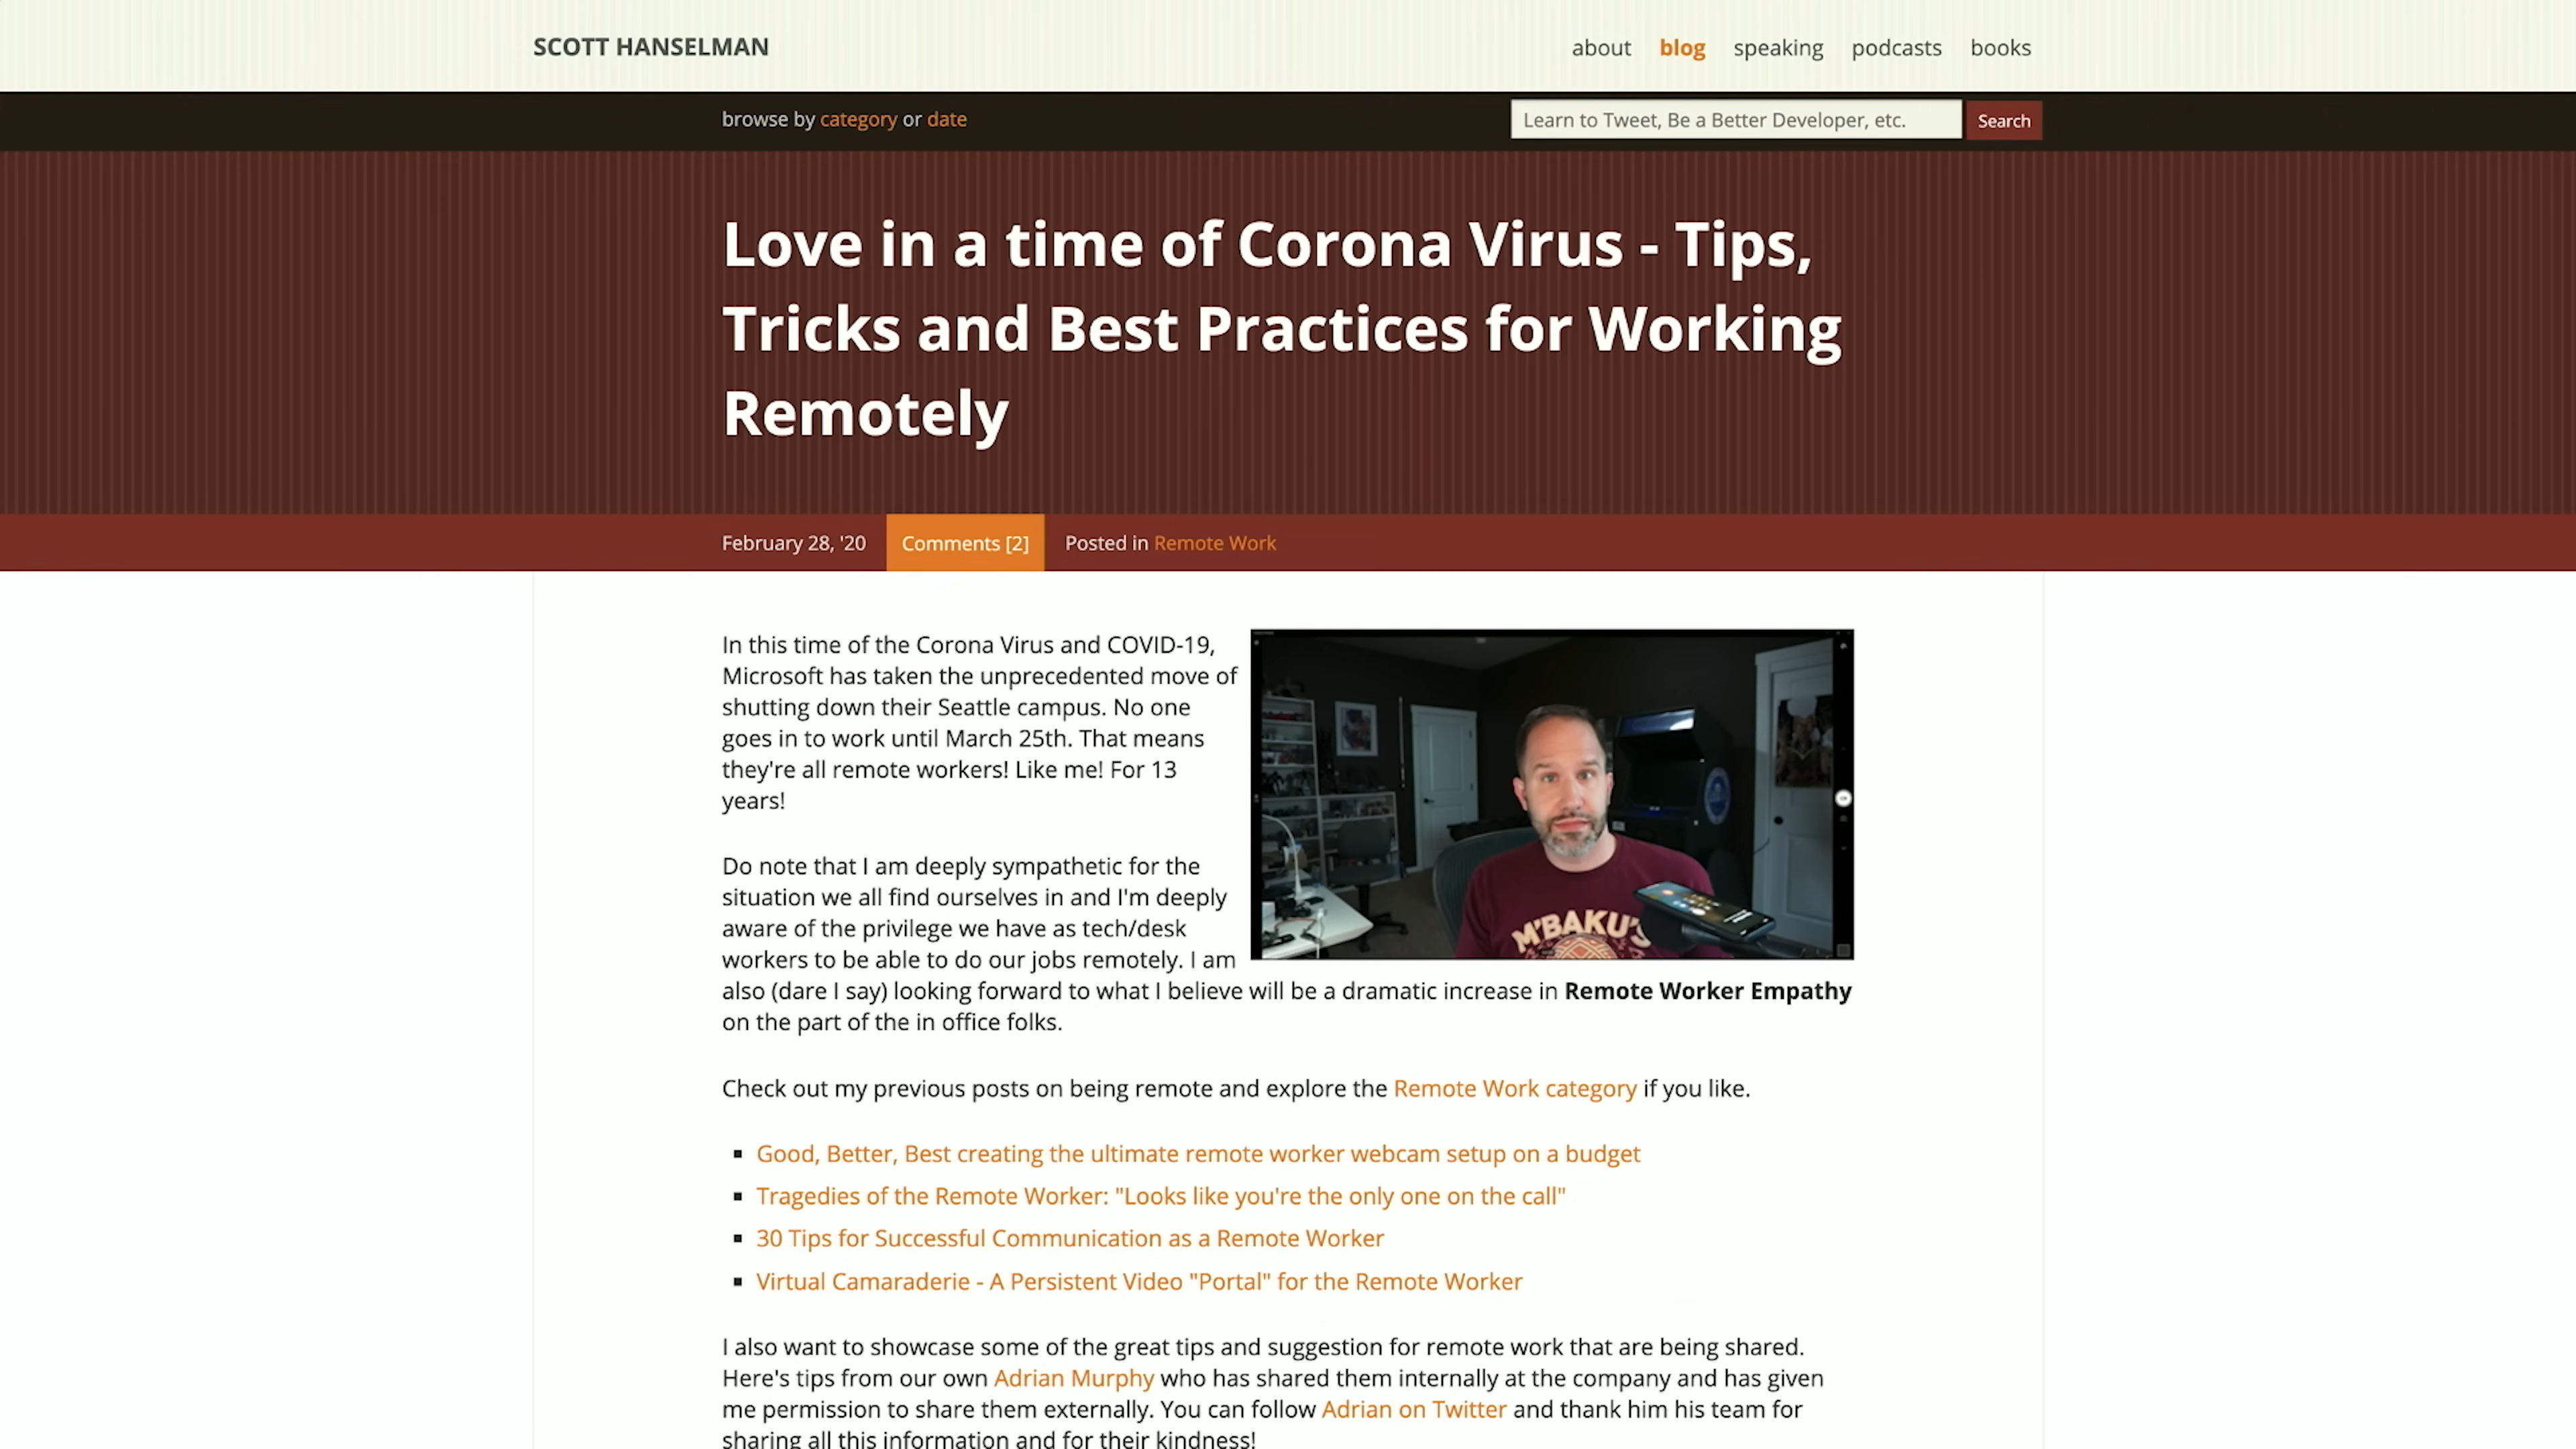 SCOTT HANSELMAN
about blog speaking podcasts books
browse by category or date
Learn to Tweet, Be a Better Developer, etc.
Search
Love in a time of Corona Virus - Tips,
Tricks and Best Practices for Working
Remotely
February 28, '20
Comments [2]
Posted in Remote Work
In this time of the Corona Virus and COVID-19,
Microsoft has taken the unprecedented move of
shutting down their Seattle campus. No one
goes in to work until March 25th. That means
they're all remote workers! Like me! For 13
years!
M'BAKU'S
Do note that I am deeply sympathetic for the
situation we all find ourselves in and I'm deeply
aware of the privilege we have as tech/desk
workers to be able to do our jobs remotely. I am
also (dare I say) looking forward to what I believe will be a dramatic increase in Remote Worker Empathy
on the part of the in office folks.
Check out my previous posts on being remote and explore the Remote Work category if you like.
▪ Good, Better, Best creating the ultimate remote worker webcam setup on a budget
▪ Tragedies of the Remote Worker: "Looks like you're the only one on the call"
▪ 30 Tips for Successful Communication as a Remote Worker
▪ Virtual Camaraderie - A Persistent Video "Portal" for the Remote Worker
I also want to showcase some of the great tips and suggestion for remote work that are being shared.
Here's tips from our own Adrian Murphy who has shared them internally at the company and has given
me permission to share them externally. You can follow Adrian on Twitter and thank him his team for
sharing all this information and for their kindness!